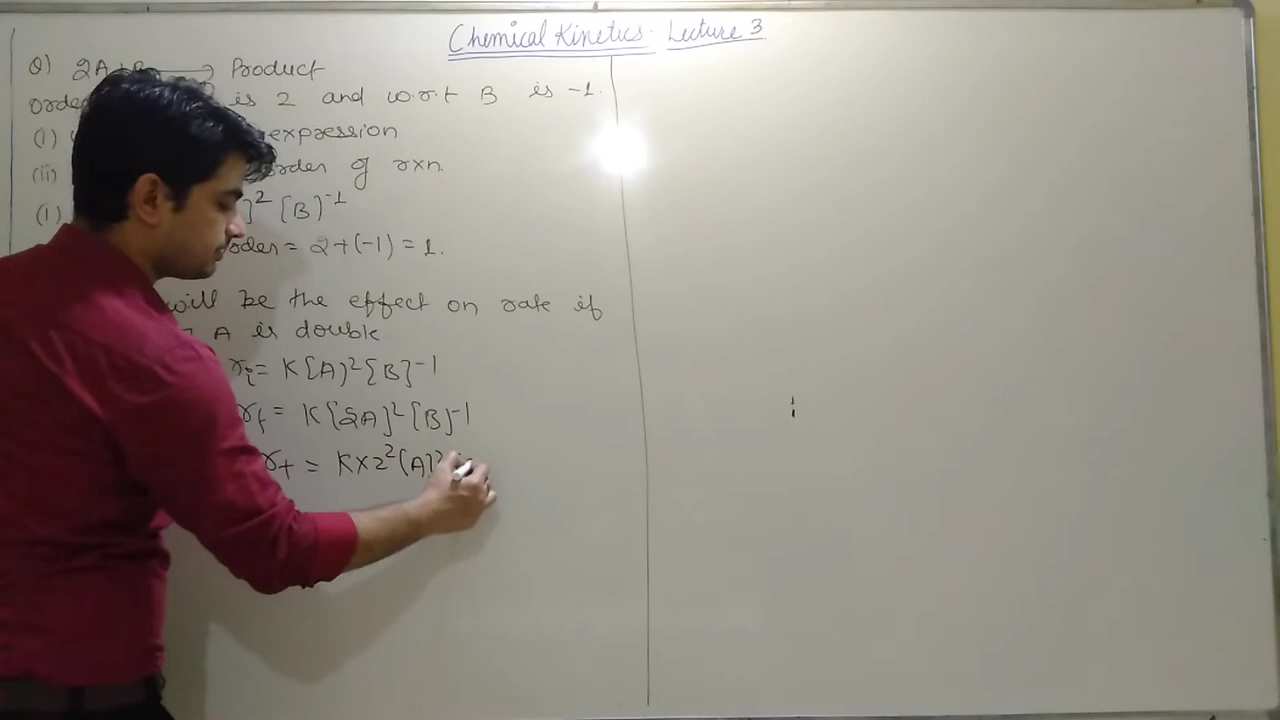 Chemical Kinetics. Lecture 3
Q) 2A+B → Product
is 2 and w.r.t B is -1.
(i) expression
(ii) order of rxn.
(i) ]² [B]⁻¹
order = 2+(-1) = 1.
will be the effect on rate if
A is double
rᵢ = K[A]²[B]⁻¹
r_f = K[2A]²[B]⁻¹
r_f = K×2²(A)²